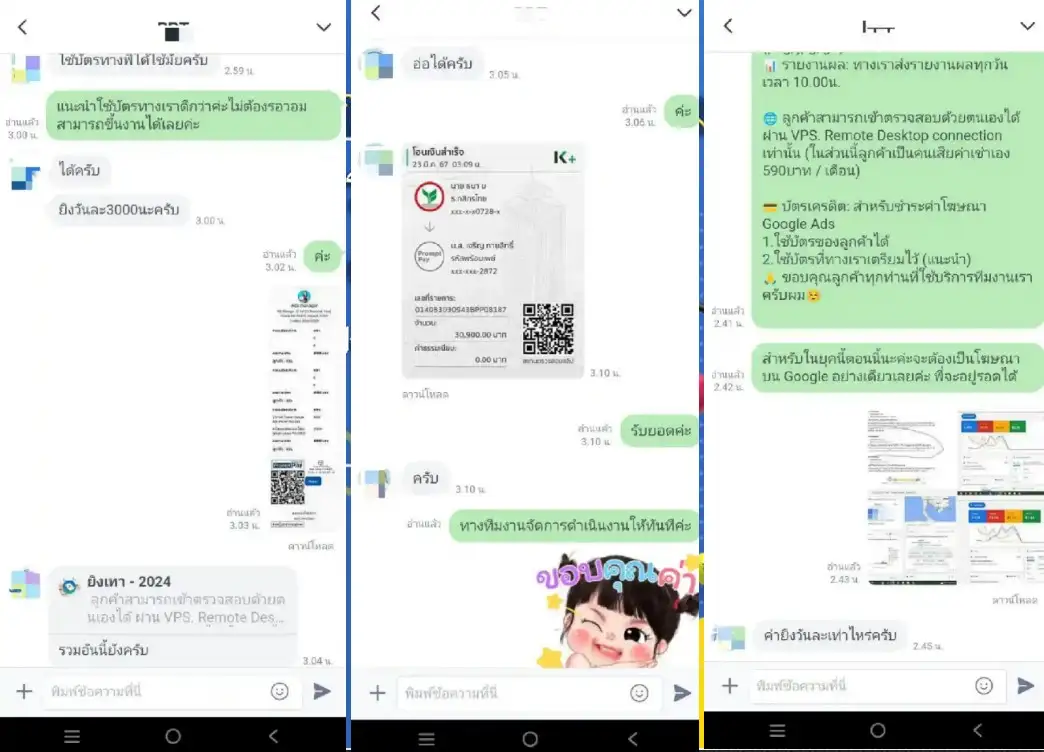 ใช้บัตรทางพี่ได้ใช่มั้ยครับ
2.59 น.
แนะนำใช้บัตรทางเราดีกว่าค่ะไม่ต้องรอวอม
สามารถขึ้นงานได้เลยค่ะ
อ่านแล้ว
3.00 น.
ได้ครับ
ยิงวันละ3000นะครับ
3.00 น.
ค่ะ
อ่านแล้ว
3.02 น.
อ่านแล้ว
3.03 น.
ดาวน์โหลด
ยิงเทา - 2024
ลูกค้าสามารถเข้าตรวจสอบด้วยต
นเองได้ ผ่าน VPS. Remote Des...
รวมอันนี้ยังครับ
3.04 น.
พิมพ์ข้อความที่นี่
อ่อได้ครับ
3.05 น.
ค่ะ
อ่านแล้ว
3.06 น.
โอนเงินสำเร็จ
K+
ธ.กสิกรไทย
xxx-x-x0728-x
Prompt
Pay
รหัสพร้อมเพย์
xxx-xxx-2872
เลขที่รายการ:
จำนวน:
30,900.00 บาท
ค่าธรรมเนียม:
0.00 บาท
3.10 น.
ดาวน์โหลด
รับยอดค่ะ
อ่านแล้ว
3.10 น.
ครับ
3.10 น.
อ่านแล้ว
ทางทีมงานจัดการดำเนินงานให้ทันทีค่ะ
ขอบคุณค่า
พิมพ์ข้อความที่นี่
📊 รายงานผล: ทางเราส่งรายงานผลทุกวัน
เวลา 10.00น.
🌐 ลูกค้าสามารถเข้าตรวจสอบด้วยตนเองได้
ผ่าน VPS. Remote Desktop connection
เท่านั้น (ในส่วนนี้ลูกค้าเป็นคนเสียค่าเช่าเอง
590บาท / เดือน)
💳 บัตรเครดิต: สำหรับชำระค่าโฆษณา
Google Ads
1.ใช้บัตรของลูกค้าได้
2.ใช้บัตรที่ทางเราเตรียมไว้ (แนะนำ)
🙏 ขอบคุณลูกค้าทุกท่านที่ใช้บริการทีมงานเรา
ครับผม☺️
อ่านแล้ว
2.41 น.
สำหรับในยุคนี้ตอนนี้นะค่ะจะต้องเป็นโฆษณา
บน Google อย่างเดียวเลยค่ะ ที่จะอยู่รอดได้
อ่านแล้ว
2.42 น.
อ่านแล้ว
2.43 น.
ดาวน์โหลด
ค่ายิงวันละเท่าไหร่ครับ
2.45 น.
พิมพ์ข้อความที่นี่